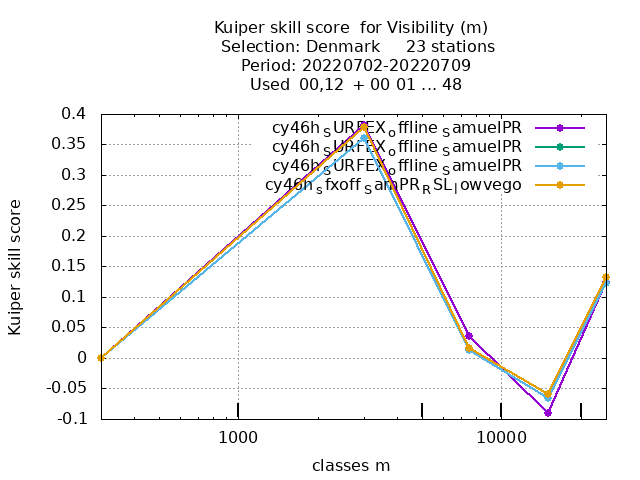 Kuiper skill score for Visibility (m)
Selection: Denmark 23 stations
Period: 20220702-20220709
Used 00,12 + 00 01 ... 48
cy46h_SURFEX_offline_SamuelPR
cy46h_SURFEX_offline_SamuelPR
cy46h_SURFEX_offline_SamuelPR
cy46h_sfxoff_samPR_RSL_lowvego
0.4
0.35
0.3
0.25
0.2
0.15
0.1
0.05
0
-0.05
-0.1
Kuiper skill score
1000 10000
classes m